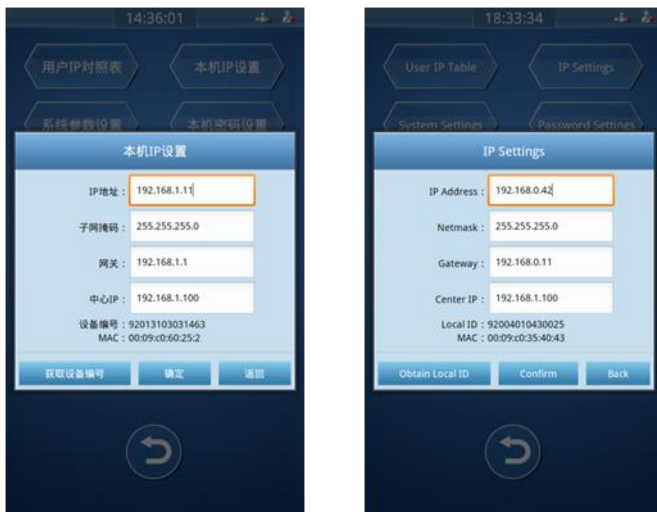 14:36:01
用户IP对照表
本机IP设置
系统参数设置
本机密码设置
本机IP设置
IP地址：192.168.1.11
子网掩码：255.255.255.0
网关：192.168.1.1
中心IP：192.168.1.100
设备编号：92013103031463
MAC：00:09:c0:60:25:2
获取设备编号
确定
返回
18:33:34
User IP Table
IP Settings
System Settings
Password Settings
IP Settings
IP Address : 192.168.0.42
Netmask : 255.255.255.0
Gateway : 192.168.0.11
Center IP : 192.168.1.100
Local ID : 92004010430025
MAC : 00:09:c0:35:40:43
Obtain Local ID
Confirm
Back